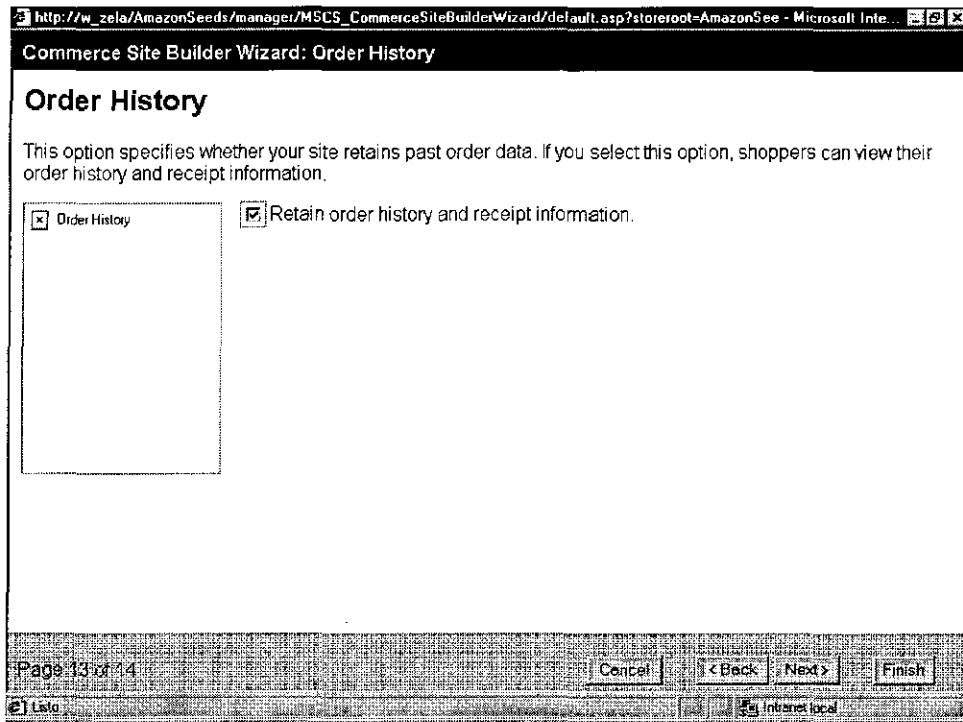 http://w_zela/AmazonSeeds/manager/MSCS_CommerceSiteBuilderWizard/default.asp?storeroot=AmazonSee - Microsoft Inte...
Commerce Site Builder Wizard: Order History
Order History
This option specifies whether your site retains past order data. If you select this option, shoppers can view their
order history and receipt information.
Order History
Retain order history and receipt information.
Page 13 of 14
Cancel
< Back
Next >
Finish
Listo
Intranet local